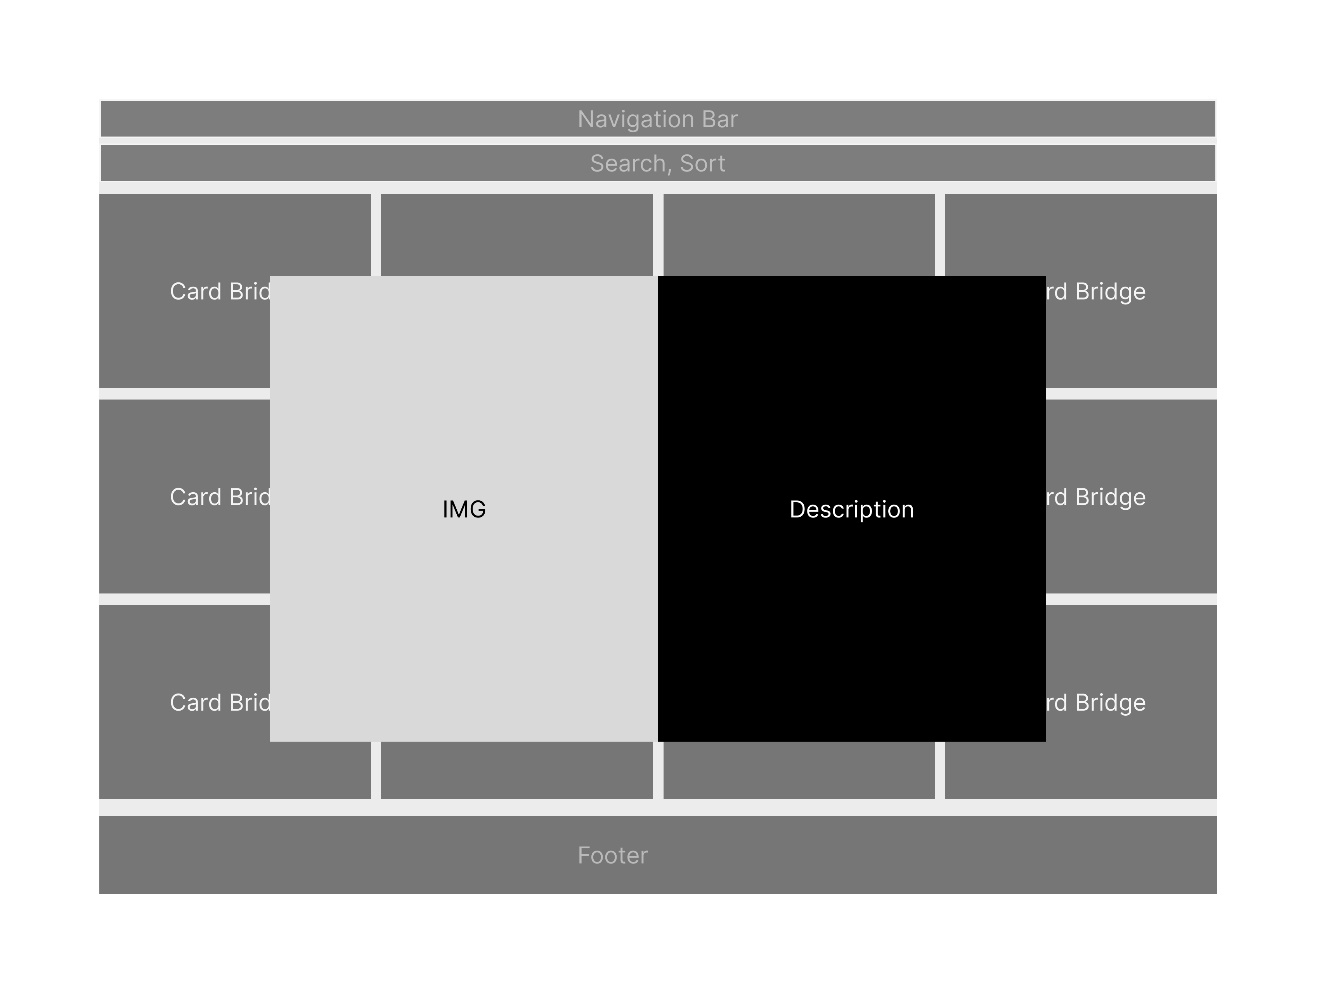 Navigation Bar
Search, Sort
Card Brid
rd Bridge
Card Brid
rd Bridge
IMG
Description
Card Brid
rd Bridge
Footer